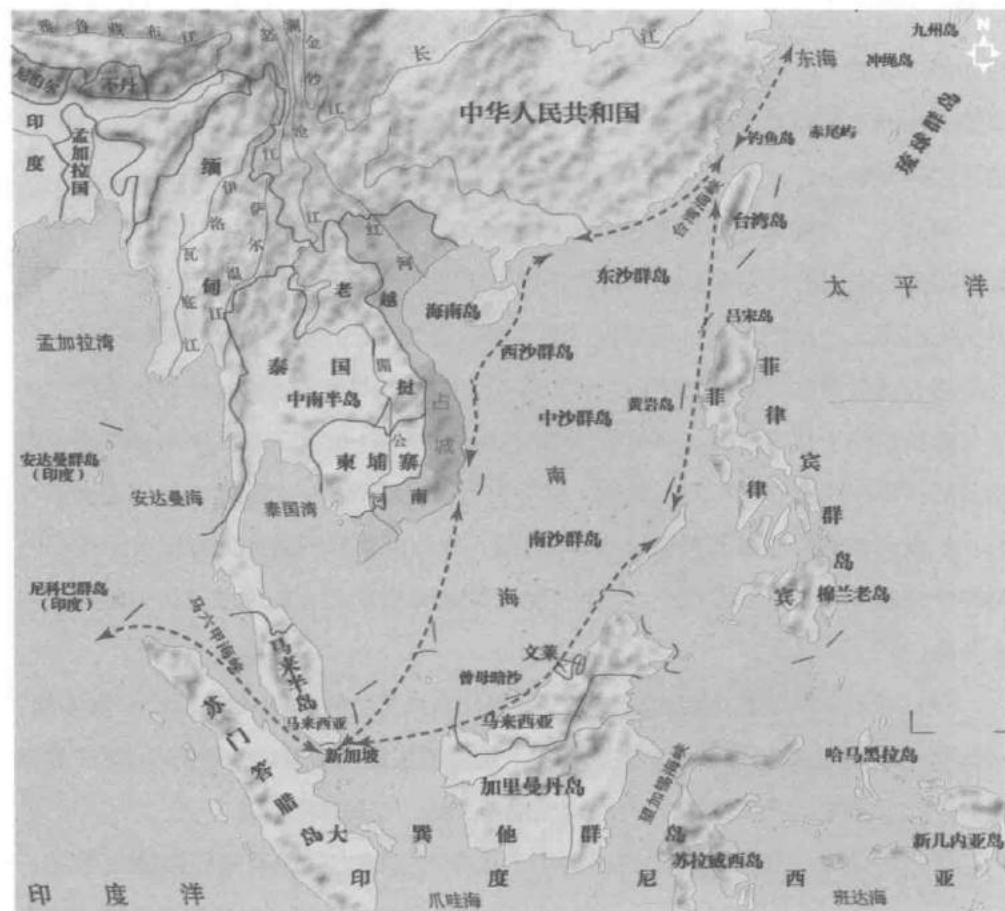 N
九州岛
东海
冲绳岛
雅鲁藏布江
怒江
澜沧江
金沙江
长江
中华人民共和国
尼泊尔
不丹
印度
孟加拉国
钓鱼岛
赤尾屿
琉球群岛
台湾海峡
台湾岛
缅甸
伊洛瓦底江
萨尔温江
红河
老挝
越南
海南岛
东沙群岛
太平洋
孟加拉湾
吕宋岛
泰国
中南半岛
湄公河
占城
西沙群岛
中沙群岛
黄岩岛
菲律宾
菲律宾群岛
安达曼群岛
(印度)
安达曼海
泰国湾
柬埔寨
南海
南沙群岛
棉兰老岛
尼科巴群岛
(印度)
马六甲海峡
马来半岛
文莱
曾母暗沙
马来西亚
马来西亚
新加坡
苏门答腊岛
加里曼丹岛
望加锡海峡
哈马黑拉岛
大巽他群岛
苏拉威西岛
新几内亚岛
印度洋
印度尼西亚
爪哇海
班达海